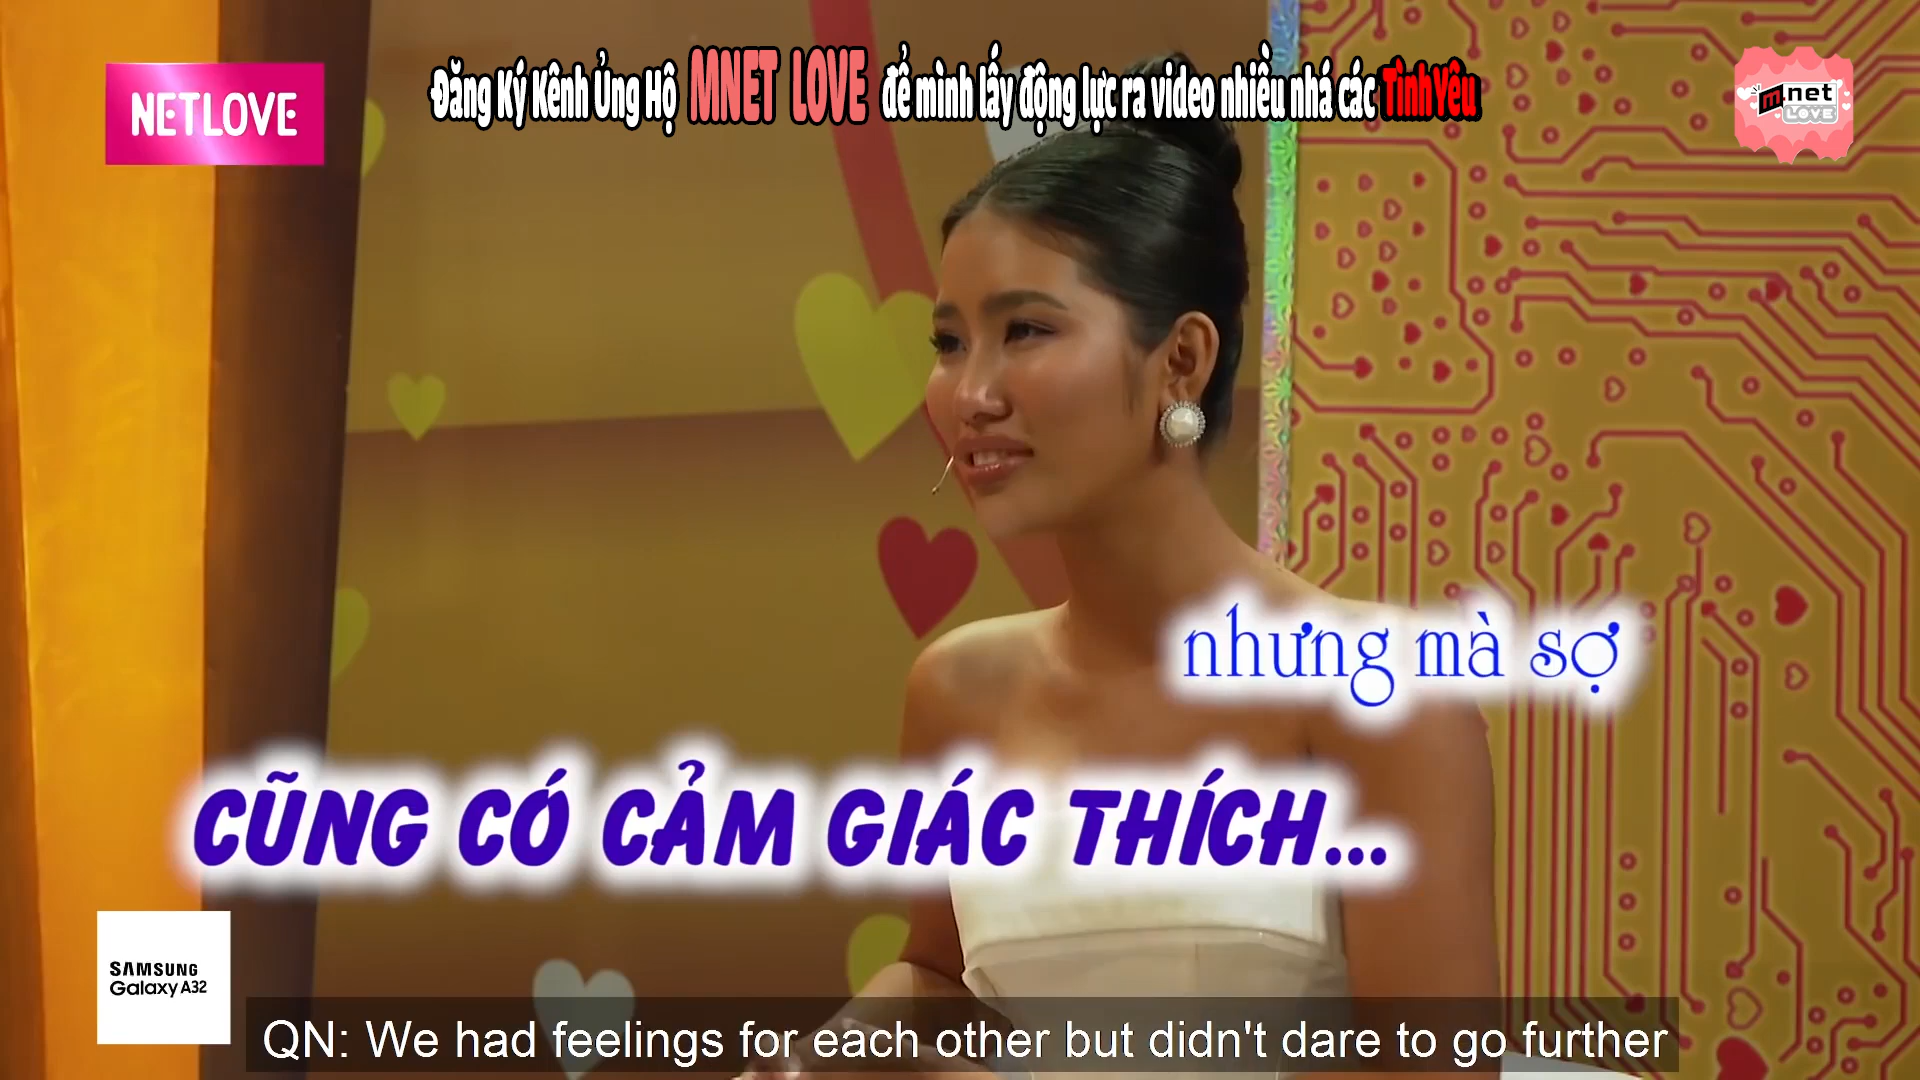 Đăng Ký Kênh Ủng Hộ MNET LOVE để mình lấy động lực ra video nhiều nhá các Tình Yêu
NETLOVE
m.net
LOVE
nhưng mà sợ
CŨNG CÓ CẢM GIÁC THÍCH...
SAMSUNG
Galaxy A32
QN: We had feelings for each other but didn't dare to go further